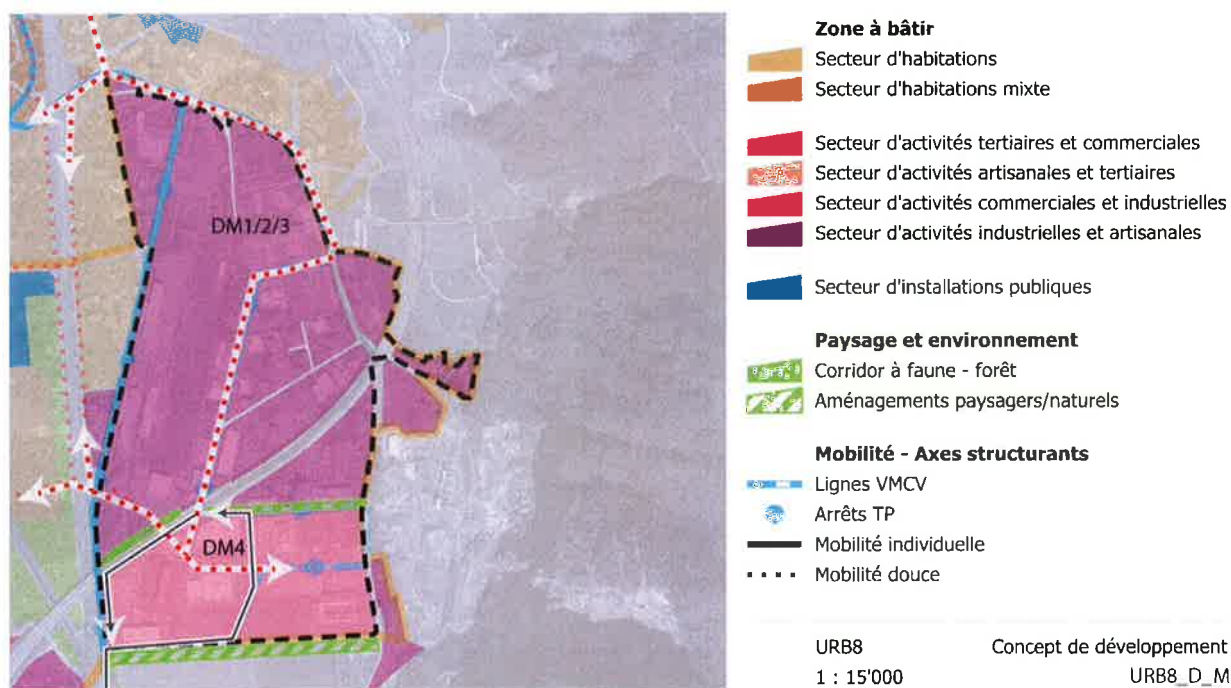 DM1/2/3
DM4
Zone à bâtir
Secteur d'habitations
Secteur d'habitations mixte
Secteur d'activités tertiaires et commerciales
Secteur d'activités artisanales et tertiaires
Secteur d'activités commerciales et industrielles
Secteur d'activités industrielles et artisanales
Secteur d'installations publiques
Paysage et environnement
Corridor à faune - forêt
Aménagements paysagers/naturels
Mobilité - Axes structurants
Lignes VMCV
Arrêts TP
Mobilité individuelle
Mobilité douce
URB8 Concept de développement
1 : 15'000 URB8_D_M